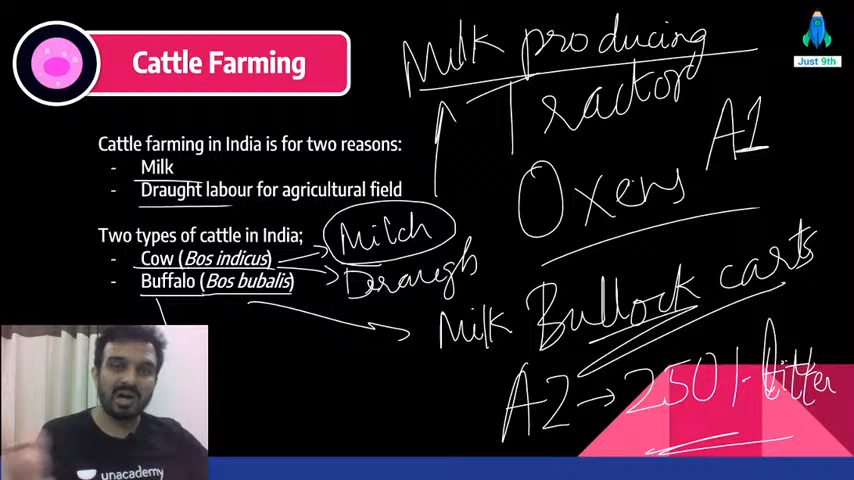 Cattle Farming
Just 9th
Cattle farming in India is for two reasons:
- Milk
- Draught labour for agricultural field
Two types of cattle in India;
- Cow (Bos indicus)
- Buffalo (Bos bubalis)
Milk producing
Tractor
A1
Oxens
Milch
Draugh
Milk
Bullock carts
A2 → 250/- litter
unacademy